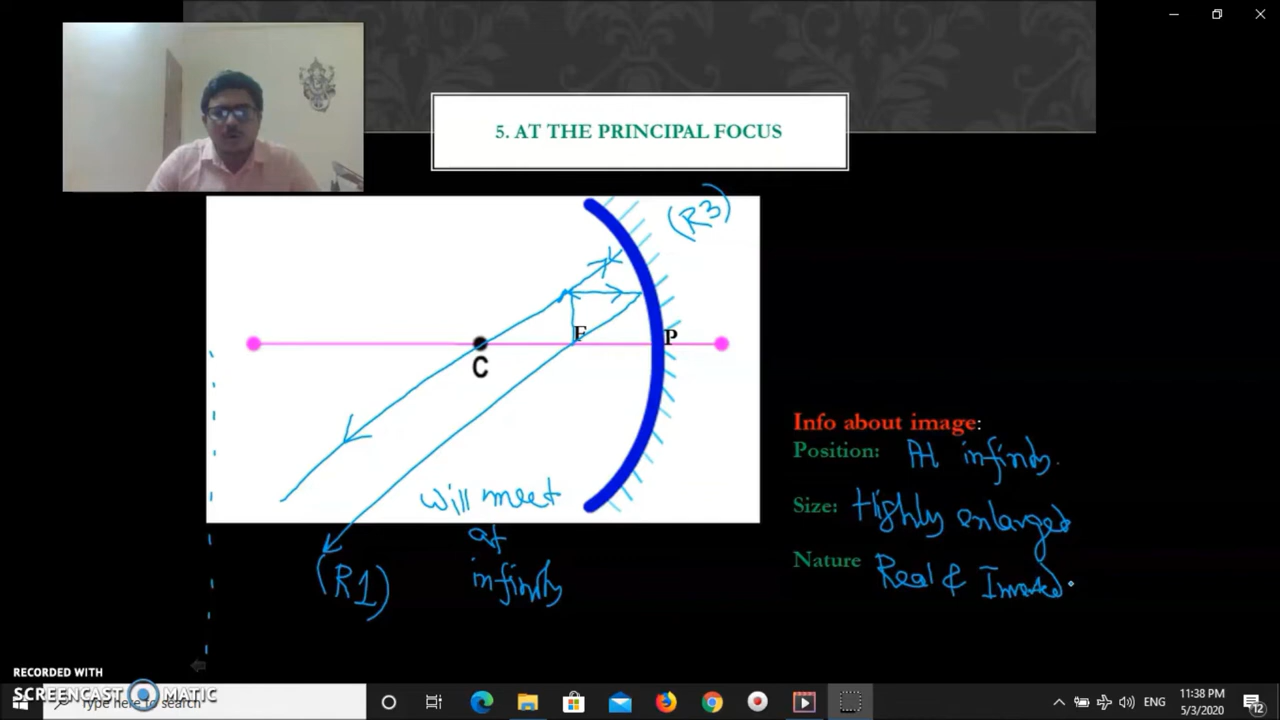 5. AT THE PRINCIPAL FOCUS
(R3)
F
P
C
Info about image:
Position: At infinity.
Size: Highly enlarged
Nature Real & Inverted
will meet
at
infinity
(R1)
RECORDED WITH
SCREENCAST MATIC
Type here to search
ENG
11:38 PM
5/3/2020
12